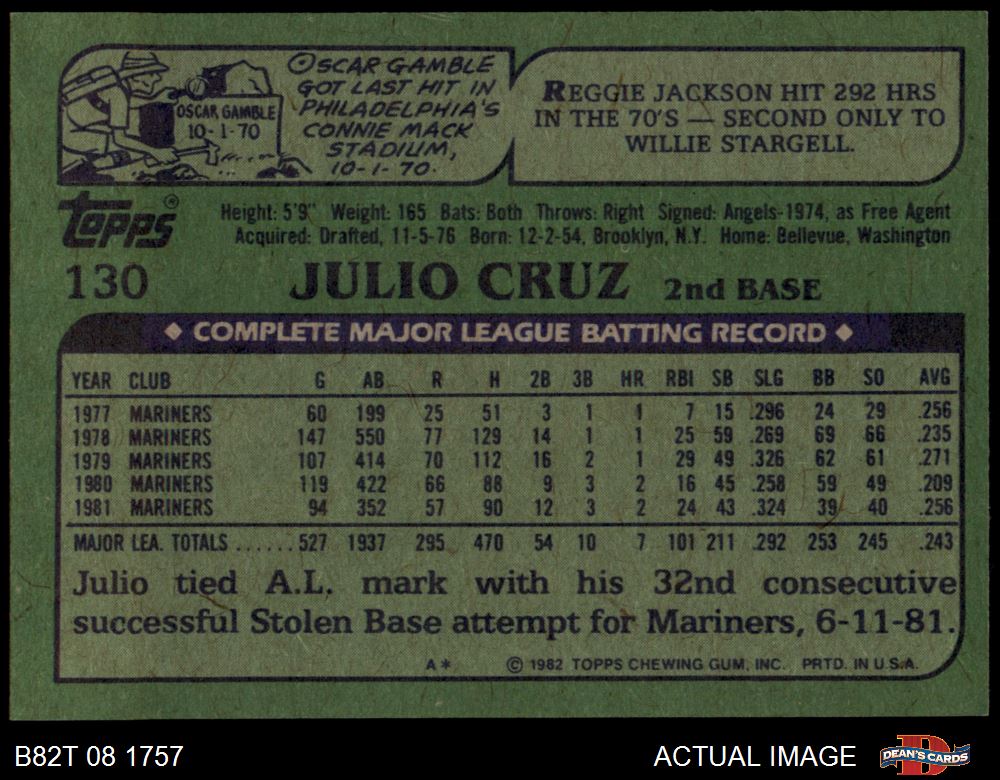 OSCAR GAMBLE
GOT LAST HIT IN
PHILADELPHIA'S
CONNIE MACK
STADIUM,
10-1-70.
OSCAR GAMBLE
10-1-70
REGGIE JACKSON HIT 292 HRS
IN THE 70'S — SECOND ONLY TO
WILLIE STARGELL.
TOPPS®
Height: 5'9" Weight: 165 Bats: Both Throws: Right Signed: Angels-1974, as Free Agent
Acquired: Drafted, 11-5-76 Born: 12-2-54, Brooklyn, N.Y. Home: Bellevue, Washington
130 JULIO CRUZ 2nd BASE
◆ COMPLETE MAJOR LEAGUE BATTING RECORD ◆
YEAR CLUB G AB R H 2B 3B HR RBI SB SLG BB SO AVG
1977 MARINERS 60 199 25 51 3 1 1 7 15 .296 24 29 .256
1978 MARINERS 147 550 77 129 14 1 1 25 59 .269 69 66 .235
1979 MARINERS 107 414 70 112 16 2 1 29 49 .326 62 61 .271
1980 MARINERS 119 422 66 88 9 3 2 16 45 .258 59 49 .209
1981 MARINERS 94 352 57 90 12 3 2 24 43 .324 39 40 .256
MAJOR LEA. TOTALS ...... 527 1937 295 470 54 10 7 101 211 .292 253 245 .243
Julio tied A.L. mark with his 32nd consecutive
successful Stolen Base attempt for Mariners, 6-11-81.
A* © 1982 TOPPS CHEWING GUM, INC. PRTD. IN U.S.A.
B82T 08 1757 ACTUAL IMAGE DEAN'S CARDS